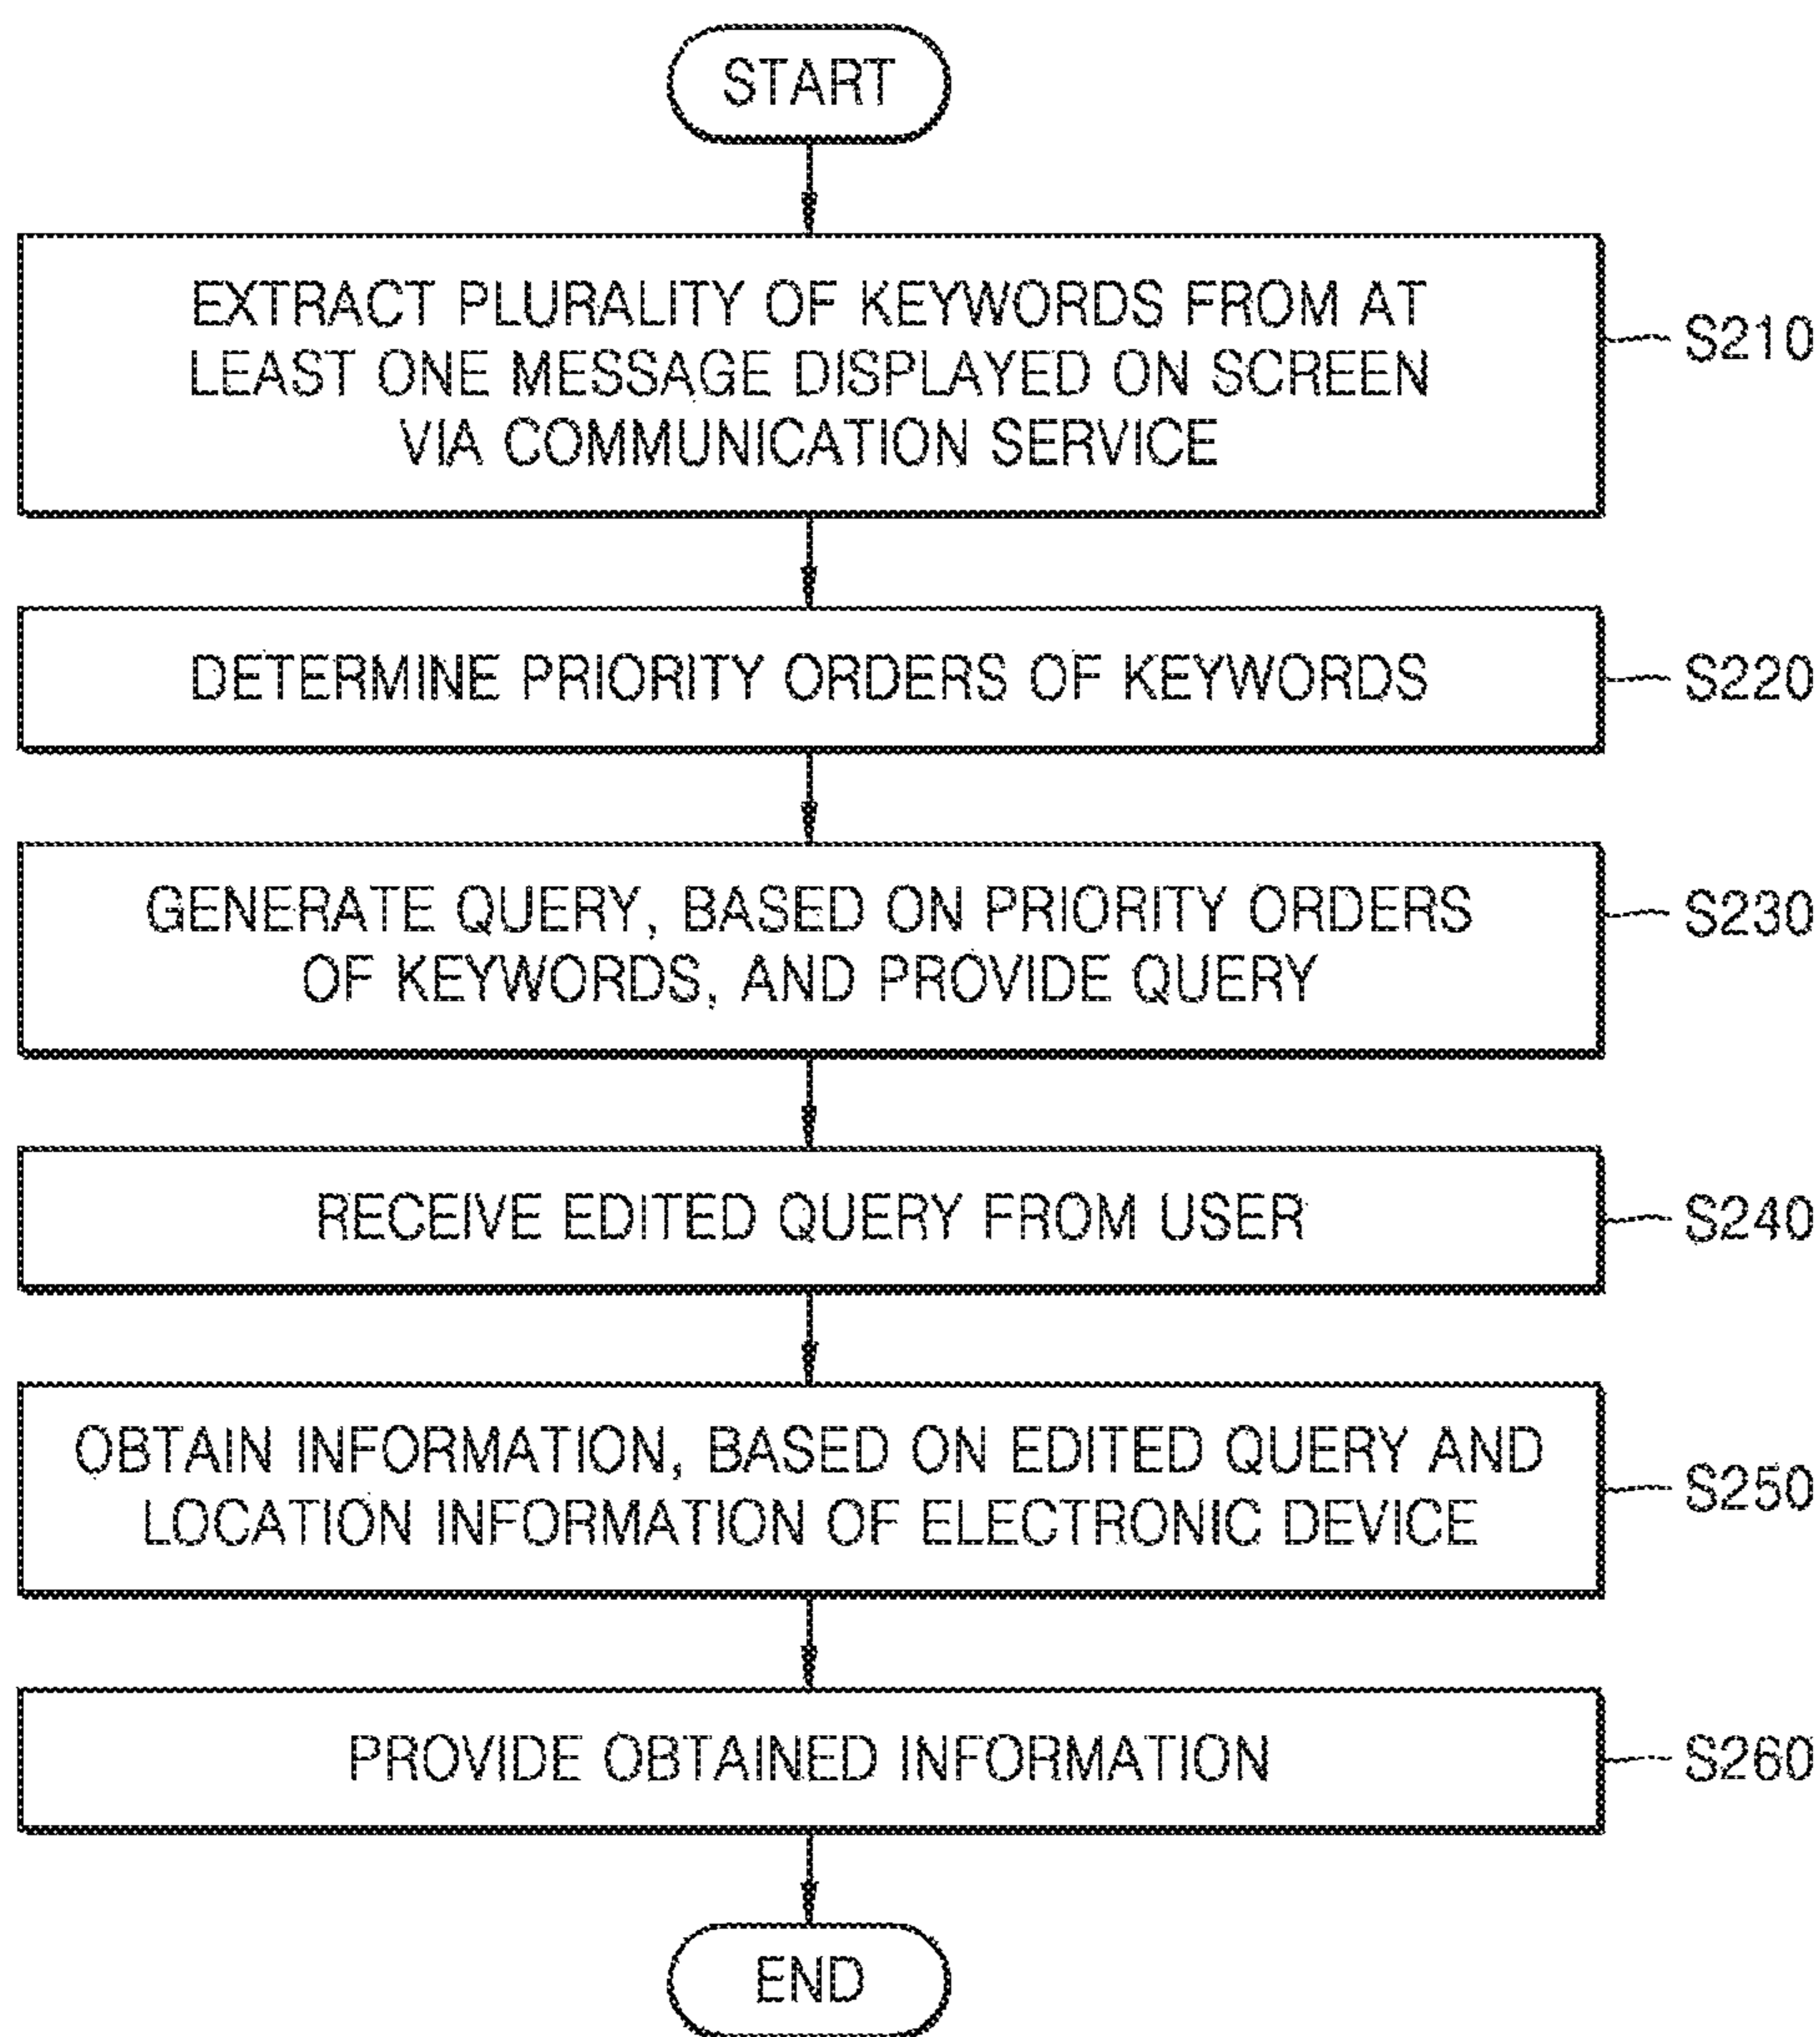 START
EXTRACT PLURALITY OF KEYWORDS FROM AT
LEAST ONE MESSAGE DISPLAYED ON SCREEN
VIA COMMUNICATION SERVICE
S210
DETERMINE PRIORITY ORDERS OF KEYWORDS
S220
GENERATE QUERY, BASED ON PRIORITY ORDERS
OF KEYWORDS, AND PROVIDE QUERY
S230
RECEIVE EDITED QUERY FROM USER
S240
OBTAIN INFORMATION, BASED ON EDITED QUERY AND
LOCATION INFORMATION OF ELECTRONIC DEVICE
S250
PROVIDE OBTAINED INFORMATION
S260
END